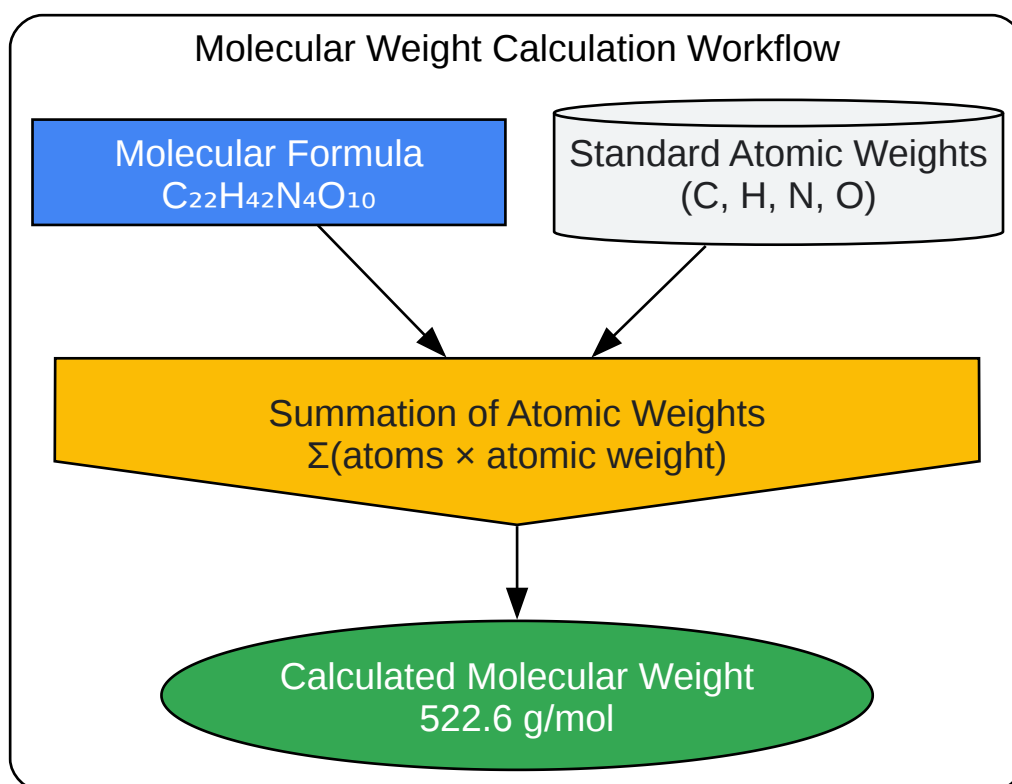 Molecular Weight Calculation Workflow
Molecular Formula
C₂₂H₄₂N₄O₁₀
Standard Atomic Weights
(C, H, N, O)
Summation of Atomic Weights
Σ(atoms × atomic weight)
Calculated Molecular Weight
522.6 g/mol